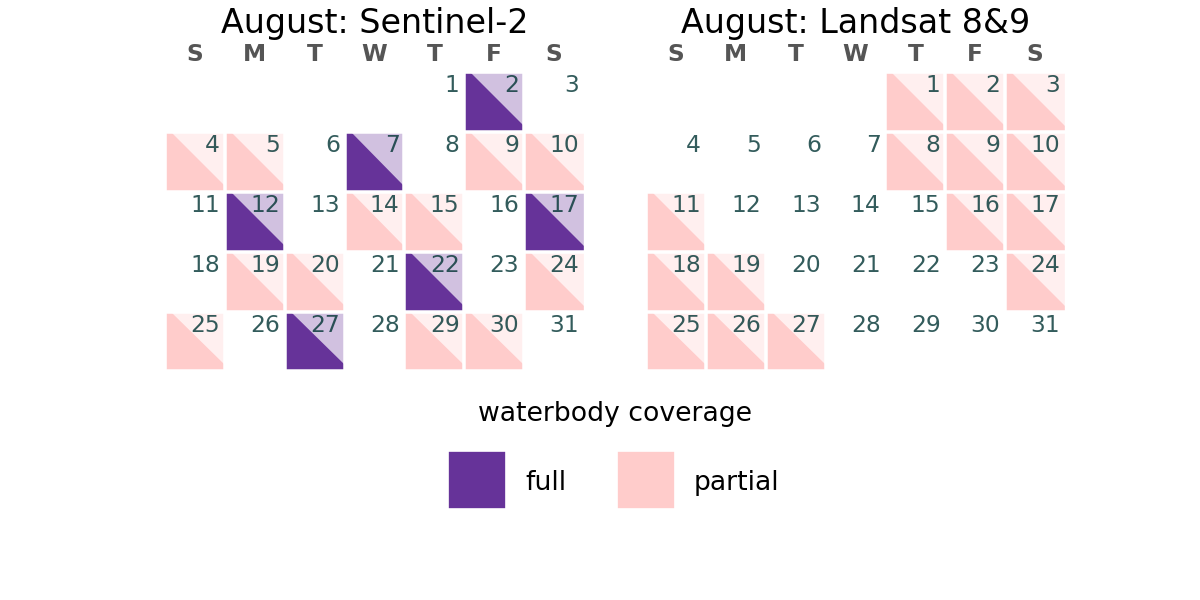 August: Sentinel-2
S M T W T F S
1 2 3
4 5 6 7 8 9 10
11 12 13 14 15 16 17
18 19 20 21 22 23 24
25 26 27 28 29 30 31
August: Landsat 8&9
S M T W T F S
1 2 3
4 5 6 7 8 9 10
11 12 13 14 15 16 17
18 19 20 21 22 23 24
25 26 27 28 29 30 31
waterbody coverage
full
partial